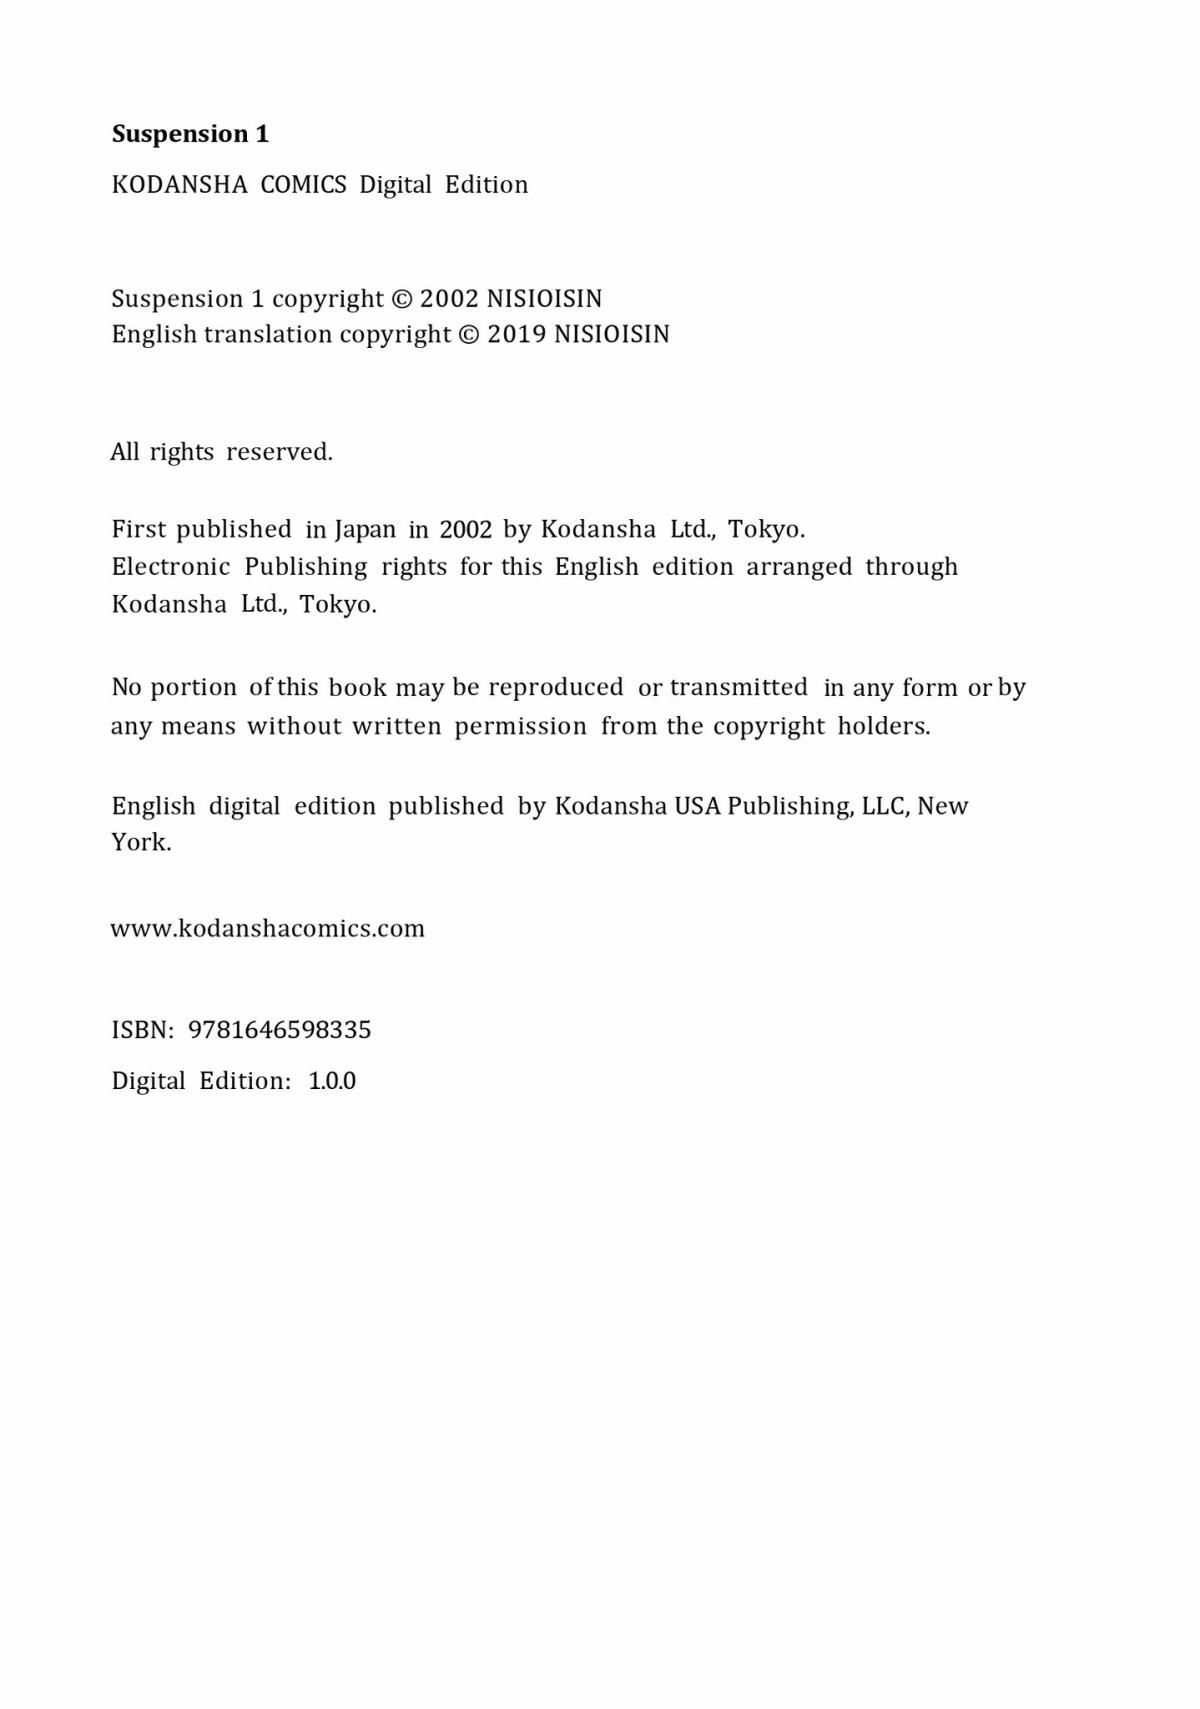 Suspension 1
KODANSHA COMICS Digital Edition
Suspension 1 copyright © 2002 NISIOISIN
English translation copyright © 2019 NISIOISIN
All rights reserved.
First published in Japan in 2002 by Kodansha Ltd., Tokyo.
Electronic Publishing rights for this English edition arranged through
Kodansha Ltd., Tokyo.
No portion of this book may be reproduced or transmitted in any form or by
any means without written permission from the copyright holders.
English digital edition published by Kodansha USA Publishing, LLC, New
York.
www.kodanshacomics.com
ISBN: 9781646598335
Digital Edition: 1.0.0